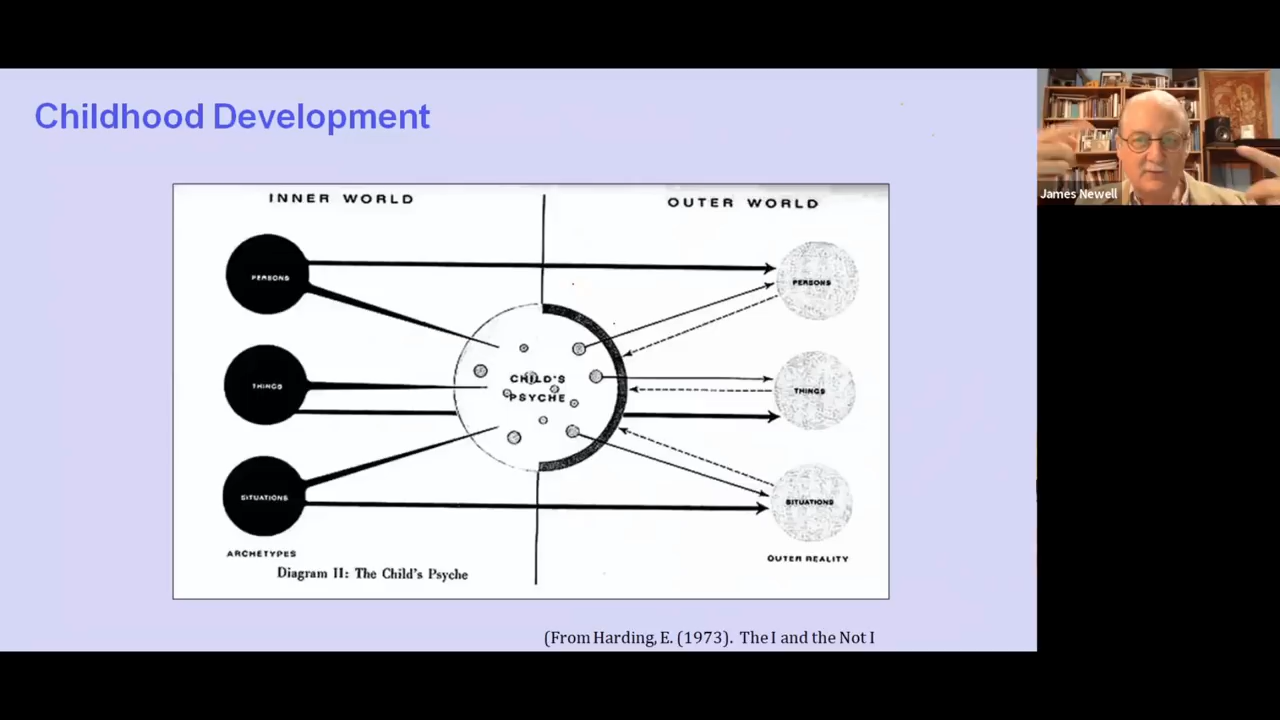 Childhood Development
INNER WORLD
OUTER WORLD
PERSONS
PERSONS
THINGS
CHILD'S
PSYCHE
THINGS
SITUATIONS
SITUATIONS
ARCHETYPES
OUTER REALITY
Diagram II: The Child's Psyche
(From Harding, E. (1973). The I and the Not I
James Newell